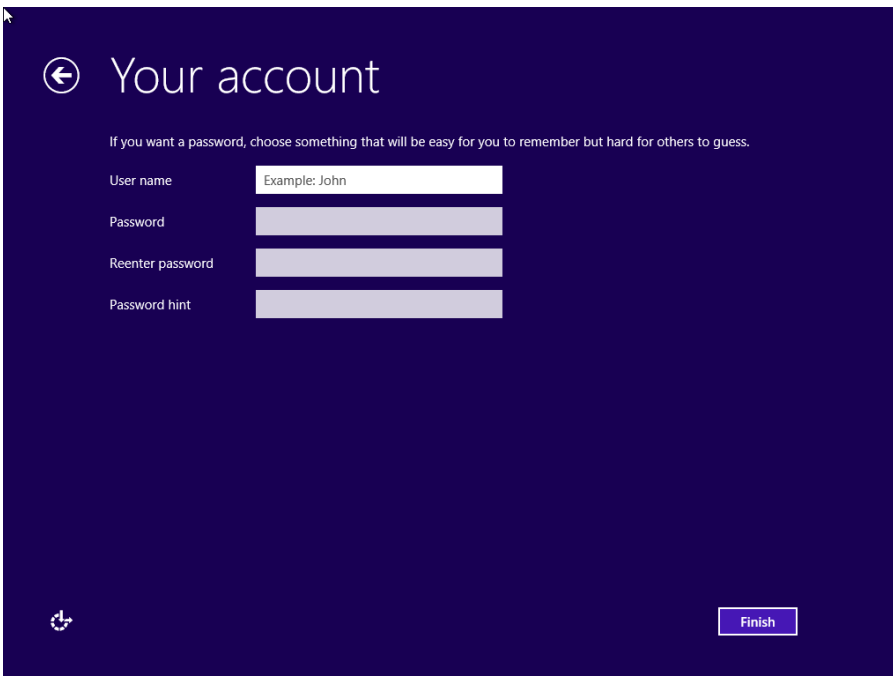 Your account
If you want a password, choose something that will be easy for you to remember but hard for others to guess.
User name
Example: John
Password
Reenter password
Password hint
Finish